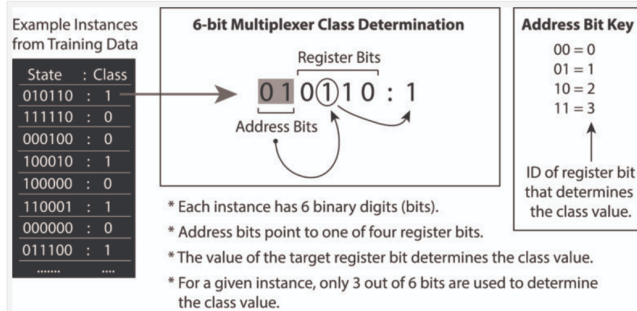 Example Instances
from Training Data
State : Class
010110 : 1
111110 : 0
000100 : 0
100010 : 1
100000 : 0
110001 : 1
000000 : 0
011100 : 1
....... ....
6-bit Multiplexer Class Determination
Register Bits
010110 : 1
Address Bits
* Each instance has 6 binary digits (bits).
* Address bits point to one of four register bits.
* The value of the target register bit determines the class value.
* For a given instance, only 3 out of 6 bits are used to determine
the class value.
Address Bit Key
00 = 0
01 = 1
10 = 2
11 = 3
ID of register bit
that determines
the class value.